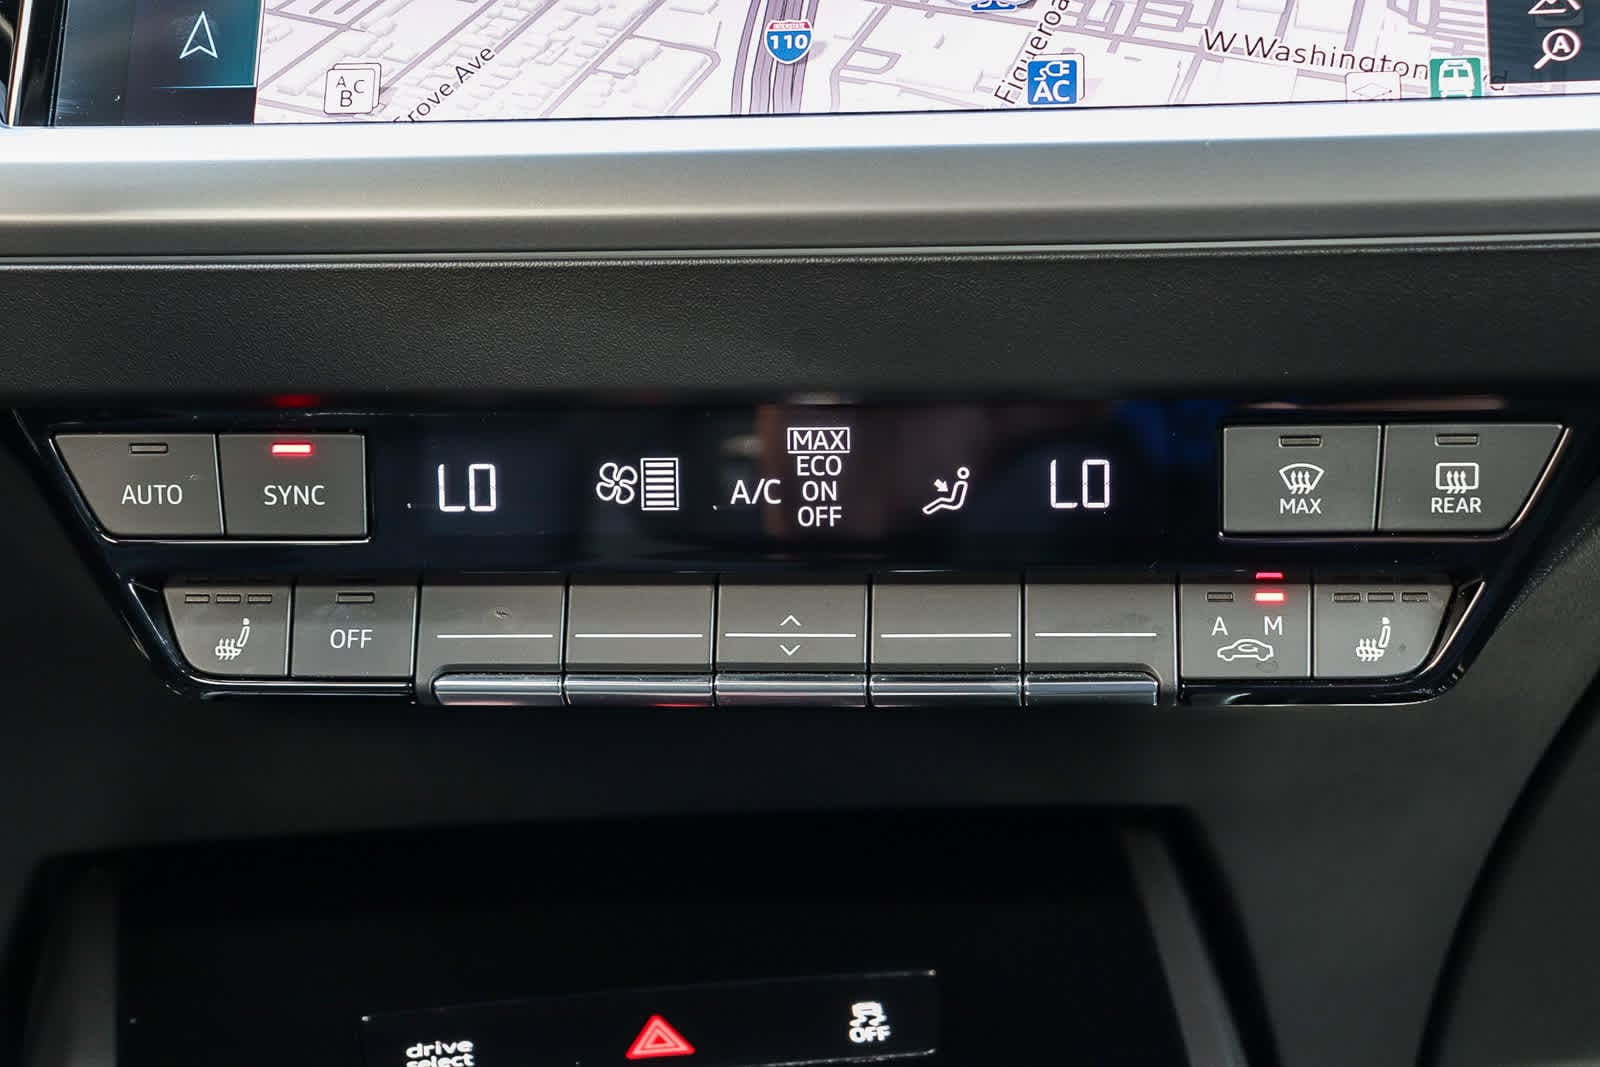 110
A
B C
Grove Ave
Figueroa
AC
W Washington
A
AUTO
SYNC
LO
A/C
MAX
ECO
ON
OFF
LO
MAX
REAR
OFF
A M
drive
select
OFF